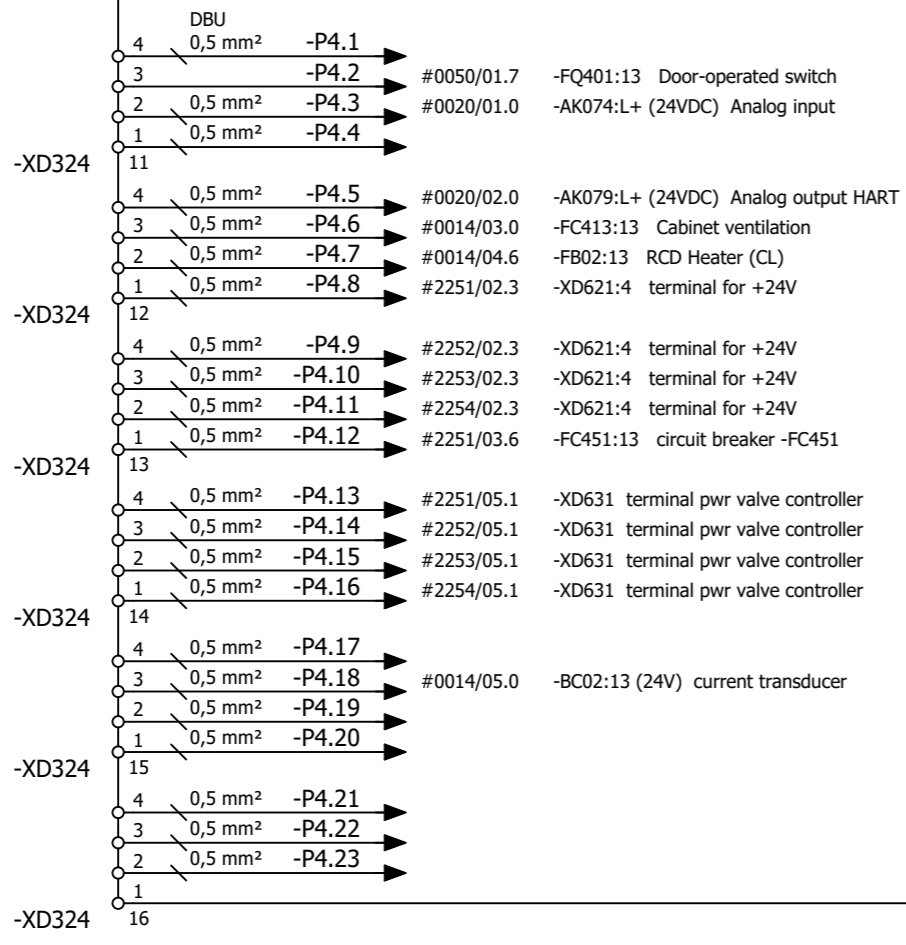 DBU
4 0,5 mm² -P4.1
3 -P4.2 #0050/01.7 -FQ401:13 Door-operated switch
2 0,5 mm² -P4.3 #0020/01.0 -AK074:L+ (24VDC) Analog input
1 0,5 mm² -P4.4
-XD324 11
4 0,5 mm² -P4.5 #0020/02.0 -AK079:L+ (24VDC) Analog output HART
3 0,5 mm² -P4.6 #0014/03.0 -FC413:13 Cabinet ventilation
2 0,5 mm² -P4.7 #0014/04.6 -FB02:13 RCD Heater (CL)
1 0,5 mm² -P4.8 #2251/02.3 -XD621:4 terminal for +24V
-XD324 12
4 0,5 mm² -P4.9 #2252/02.3 -XD621:4 terminal for +24V
3 0,5 mm² -P4.10 #2253/02.3 -XD621:4 terminal for +24V
2 0,5 mm² -P4.11 #2254/02.3 -XD621:4 terminal for +24V
1 0,5 mm² -P4.12 #2251/03.6 -FC451:13 circuit breaker -FC451
-XD324 13
4 0,5 mm² -P4.13 #2251/05.1 -XD631 terminal pwr valve controller
3 0,5 mm² -P4.14 #2252/05.1 -XD631 terminal pwr valve controller
2 0,5 mm² -P4.15 #2253/05.1 -XD631 terminal pwr valve controller
1 0,5 mm² -P4.16 #2254/05.1 -XD631 terminal pwr valve controller
-XD324 14
4 0,5 mm² -P4.17
3 0,5 mm² -P4.18 #0014/05.0 -BC02:13 (24V) current transducer
2 0,5 mm² -P4.19
1 0,5 mm² -P4.20
-XD324 15
4 0,5 mm² -P4.21
3 0,5 mm² -P4.22
2 0,5 mm² -P4.23
1
-XD324 16